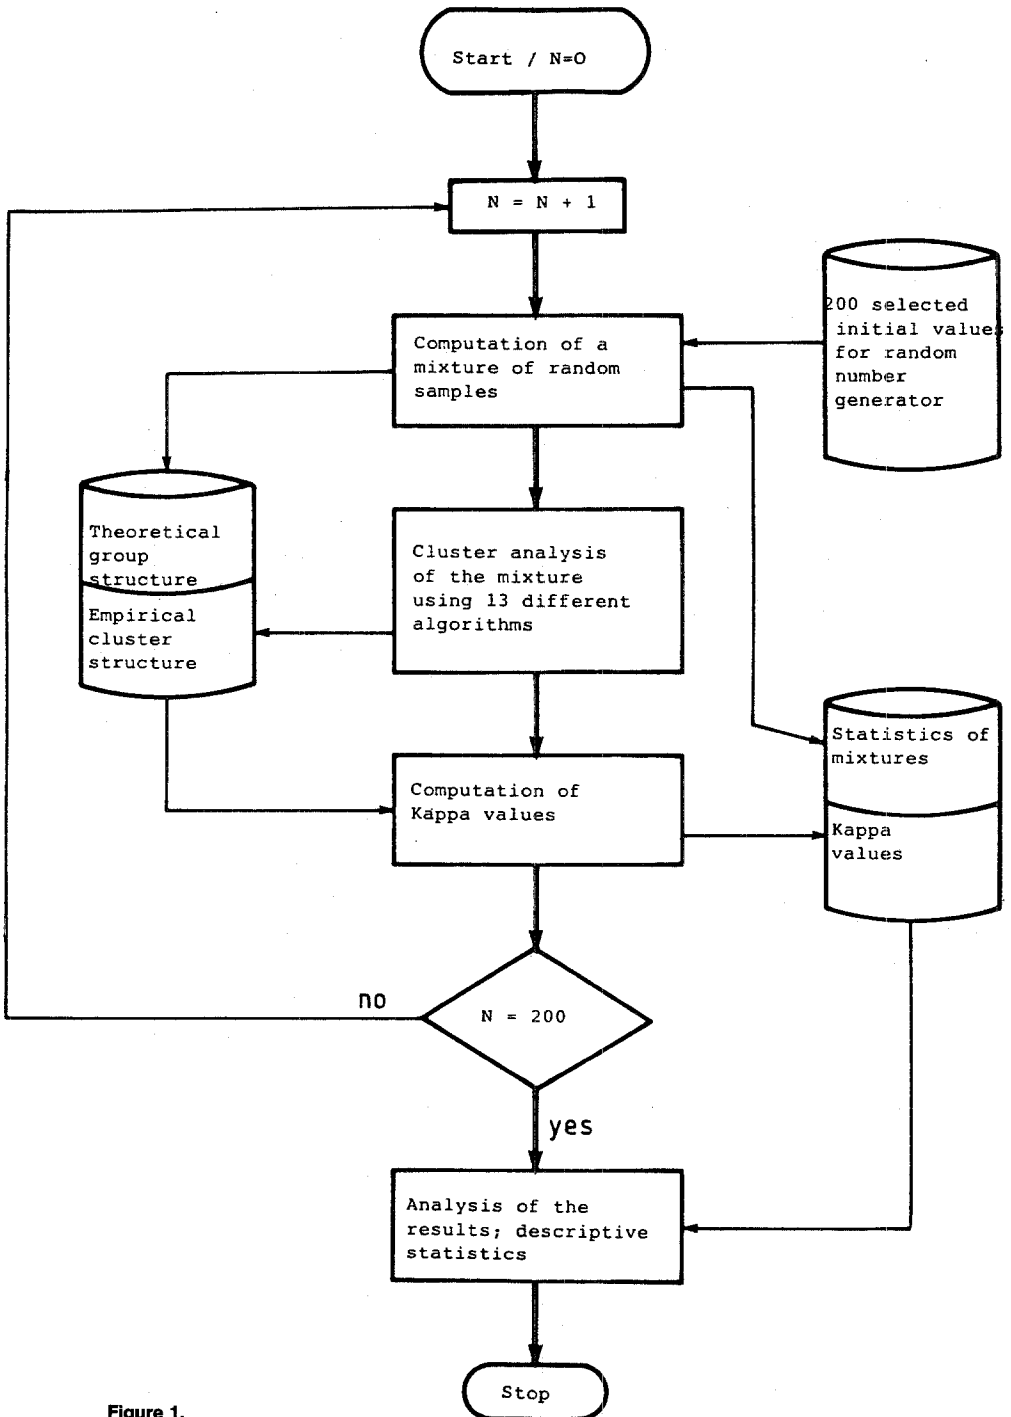 Start / N=O
N = N + 1
200 selected
initial values
for random
number
generator
Computation of a
mixture of random
samples
Theoretical
group
structure
Empirical
cluster
structure
Cluster analysis
of the mixture
using 13 different
algorithms
Statistics of
mixtures
Kappa
values
Computation of
Kappa values
no
N = 200
yes
Analysis of the
results; descriptive
statistics
Stop
Figure 1.